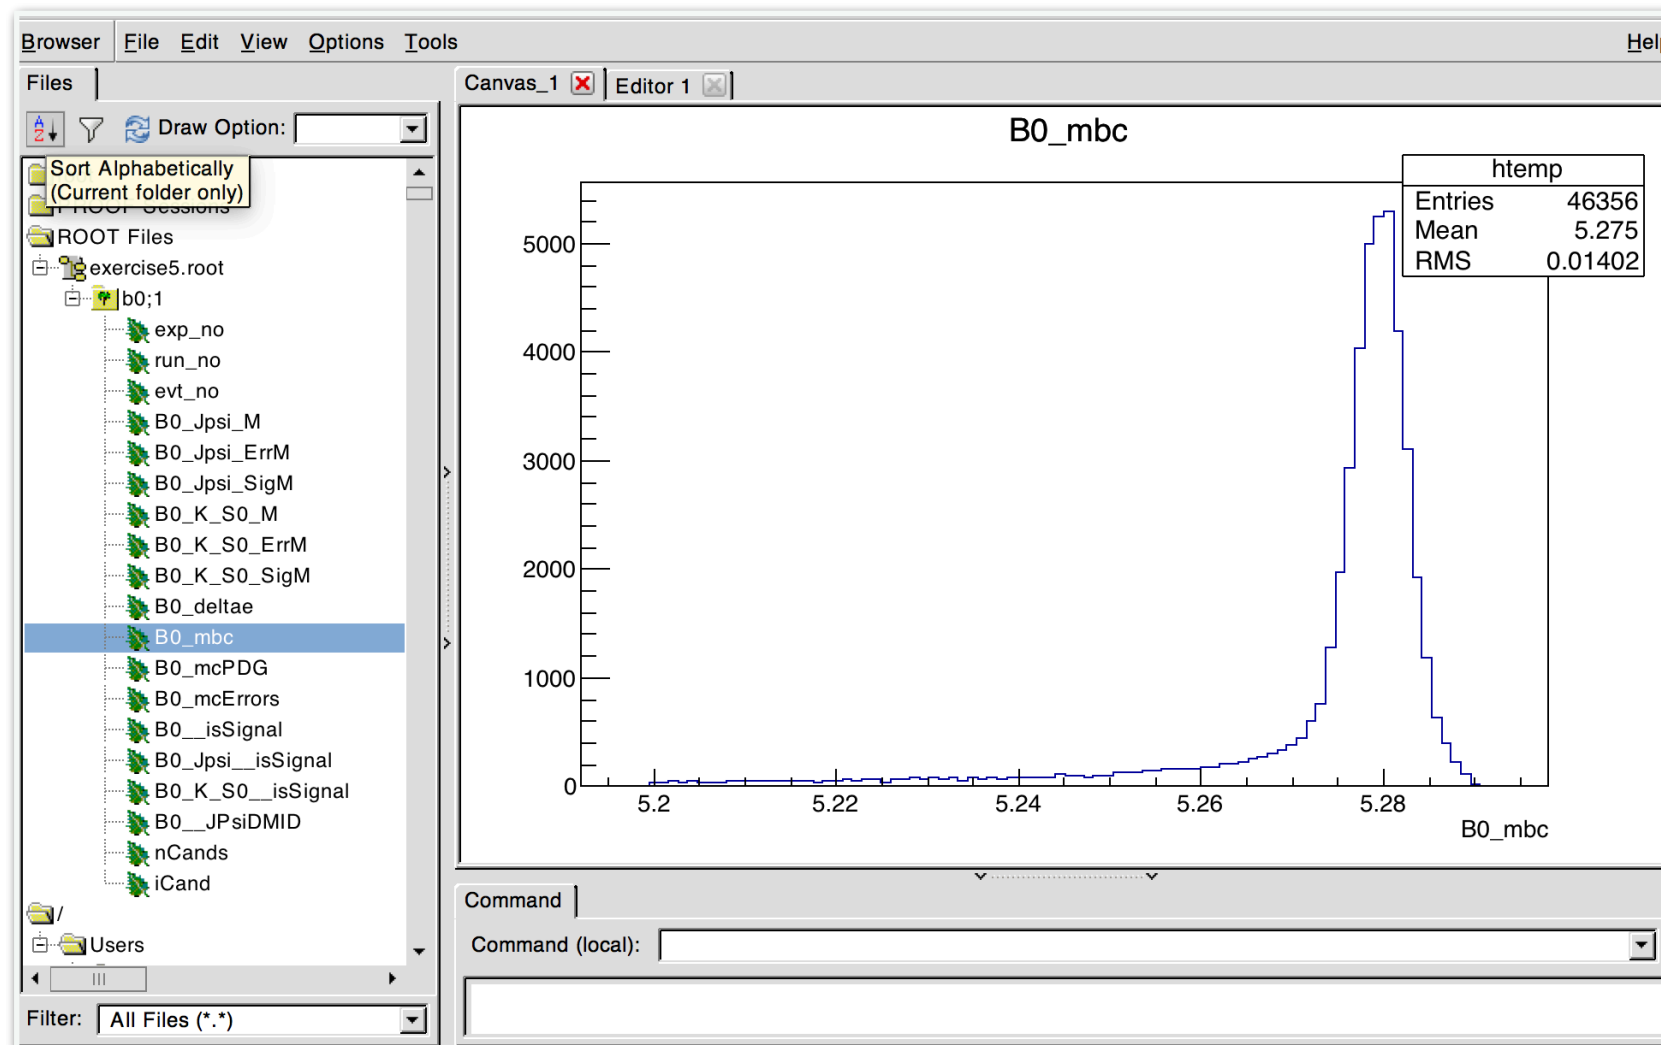 Browser File Edit View Options Tools
Files
Draw Option:
Sort Alphabetically
(Current folder only)
PROOF Sessions
ROOT Files
exercise5.root
b0;1
exp_no
run_no
evt_no
B0_Jpsi_M
B0_Jpsi_ErrM
B0_Jpsi_SigM
B0_K_S0_M
B0_K_S0_ErrM
B0_K_S0_SigM
B0_deltae
B0_mbc
B0_mcPDG
B0_mcErrors
B0__isSignal
B0_Jpsi__isSignal
B0_K_S0__isSignal
B0__JPsiDMID
nCands
iCand
/
Users
Filter: All Files (*.*)
Canvas_1 Editor 1
B0_mbc
htemp
Entries 46356
Mean 5.275
RMS 0.01402
5000
4000
3000
2000
1000
0
5.2 5.22 5.24 5.26 5.28
B0_mbc
Command
Command (local):